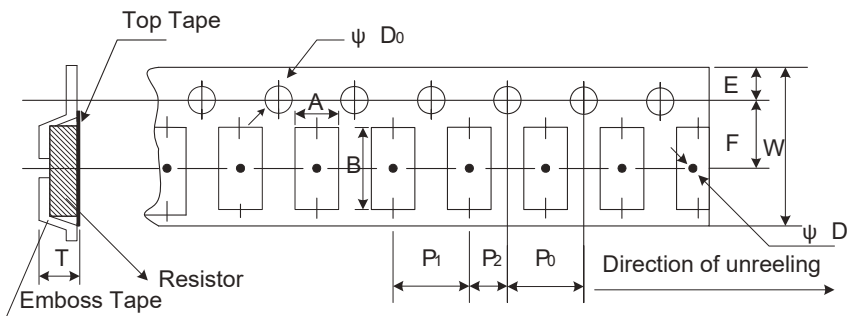 Top Tape
ψ D0
A
E
F
W
B
ψ D
T
Resistor
P1
P2
P0
Direction of unreeling
Emboss Tape